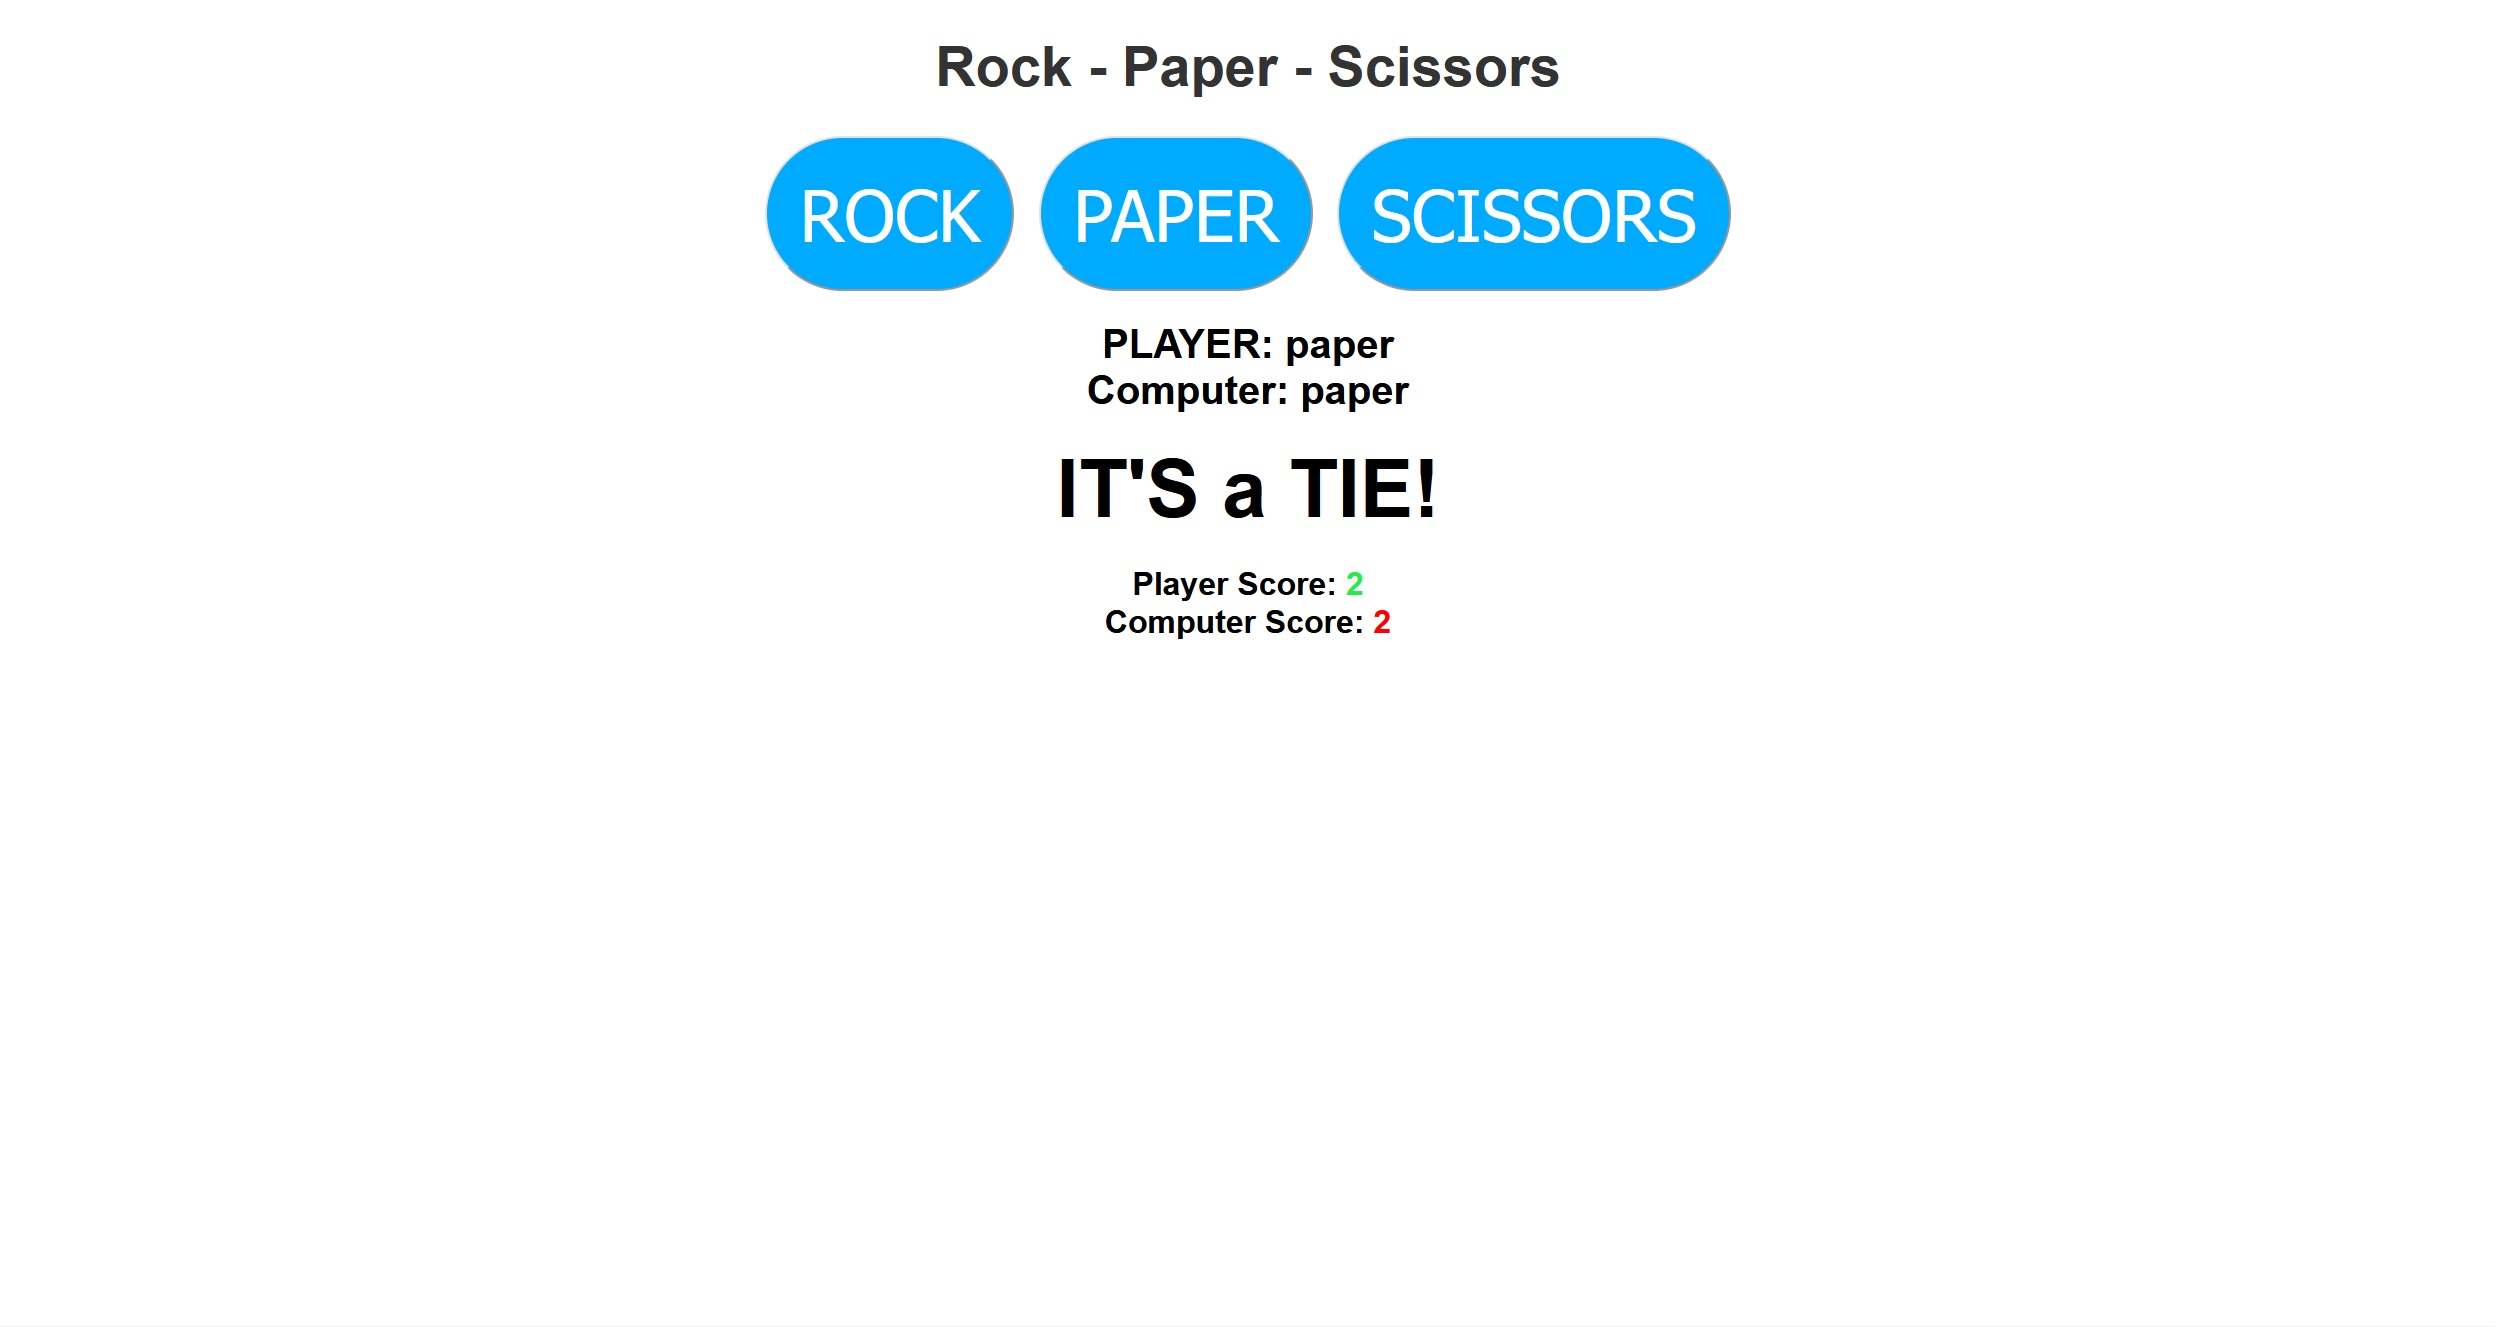 Rock - Paper - Scissors
ROCK PAPER SCISSORS
PLAYER: paper
Computer: paper
IT'S a TIE!
Player Score: 2
Computer Score: 2